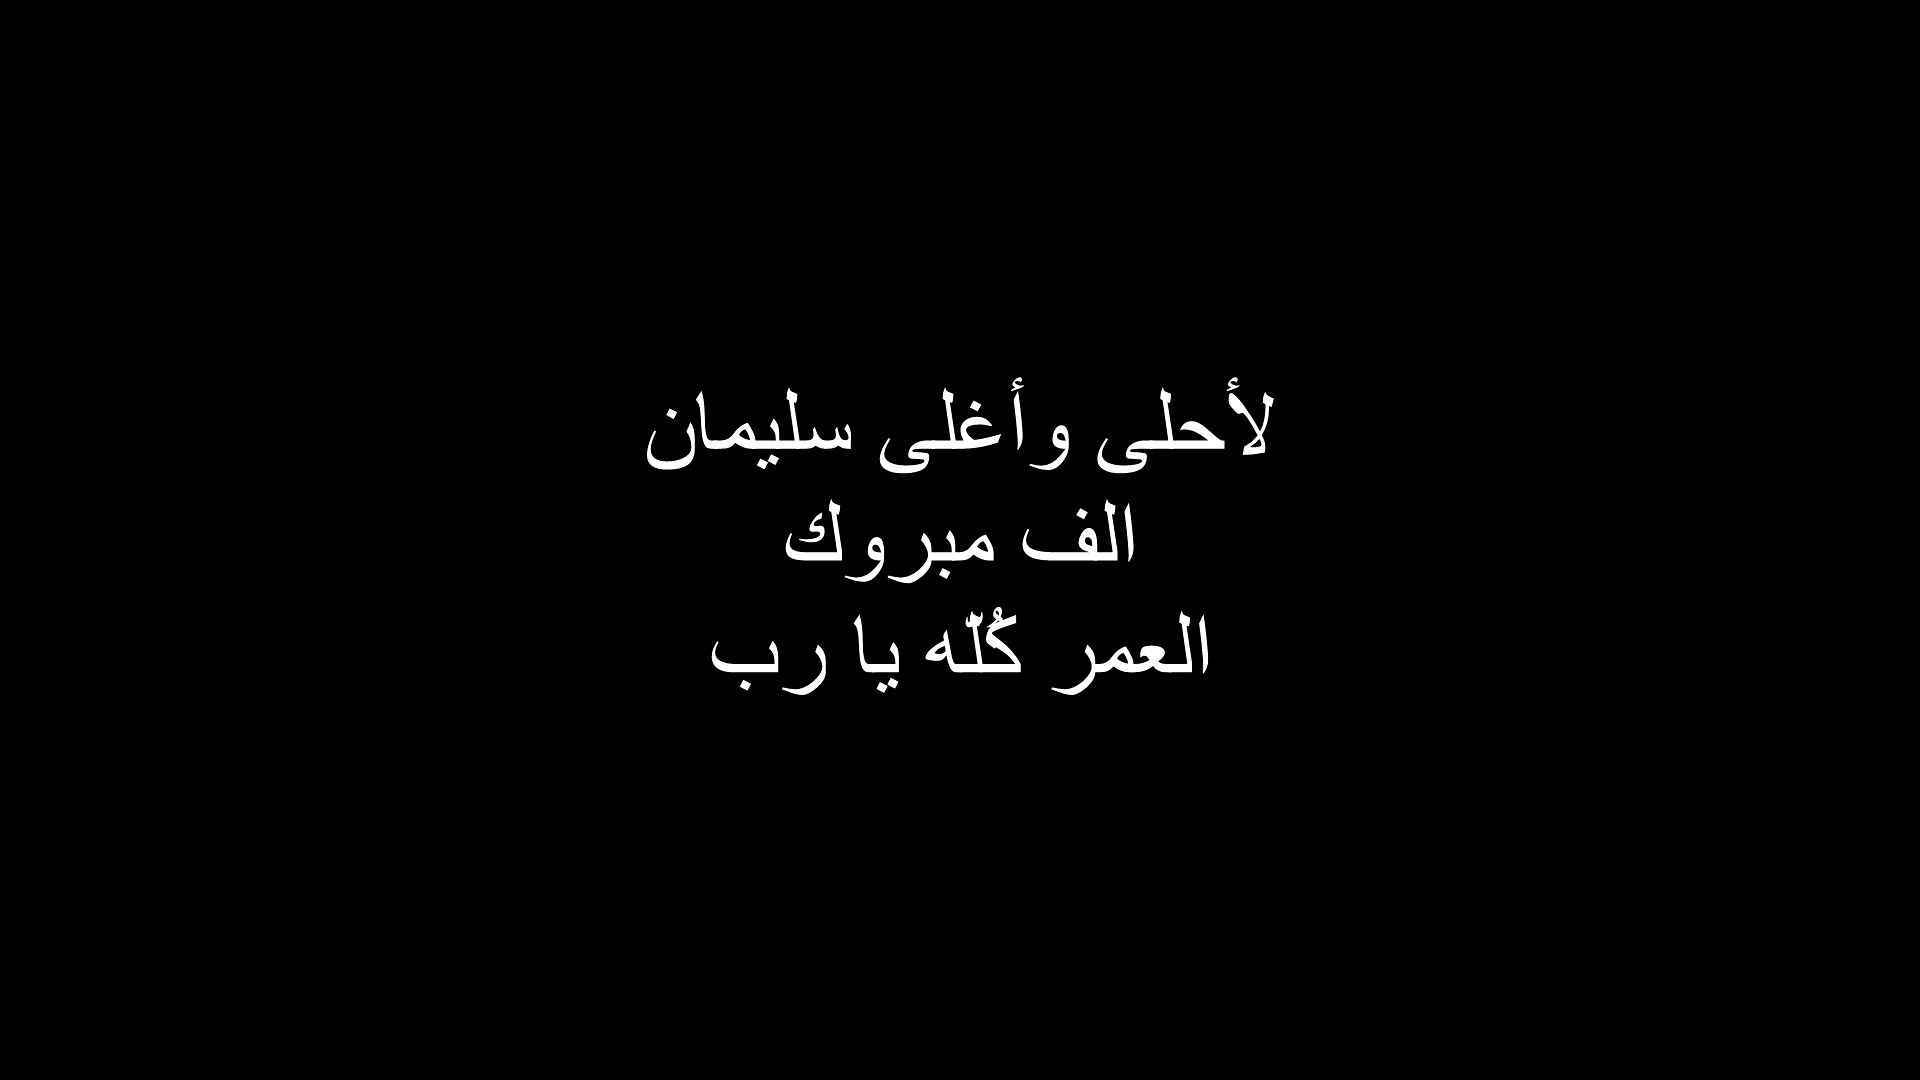 لأحلى وأغلى سليمان
الف مبروك
العمر كُلّه يا رب